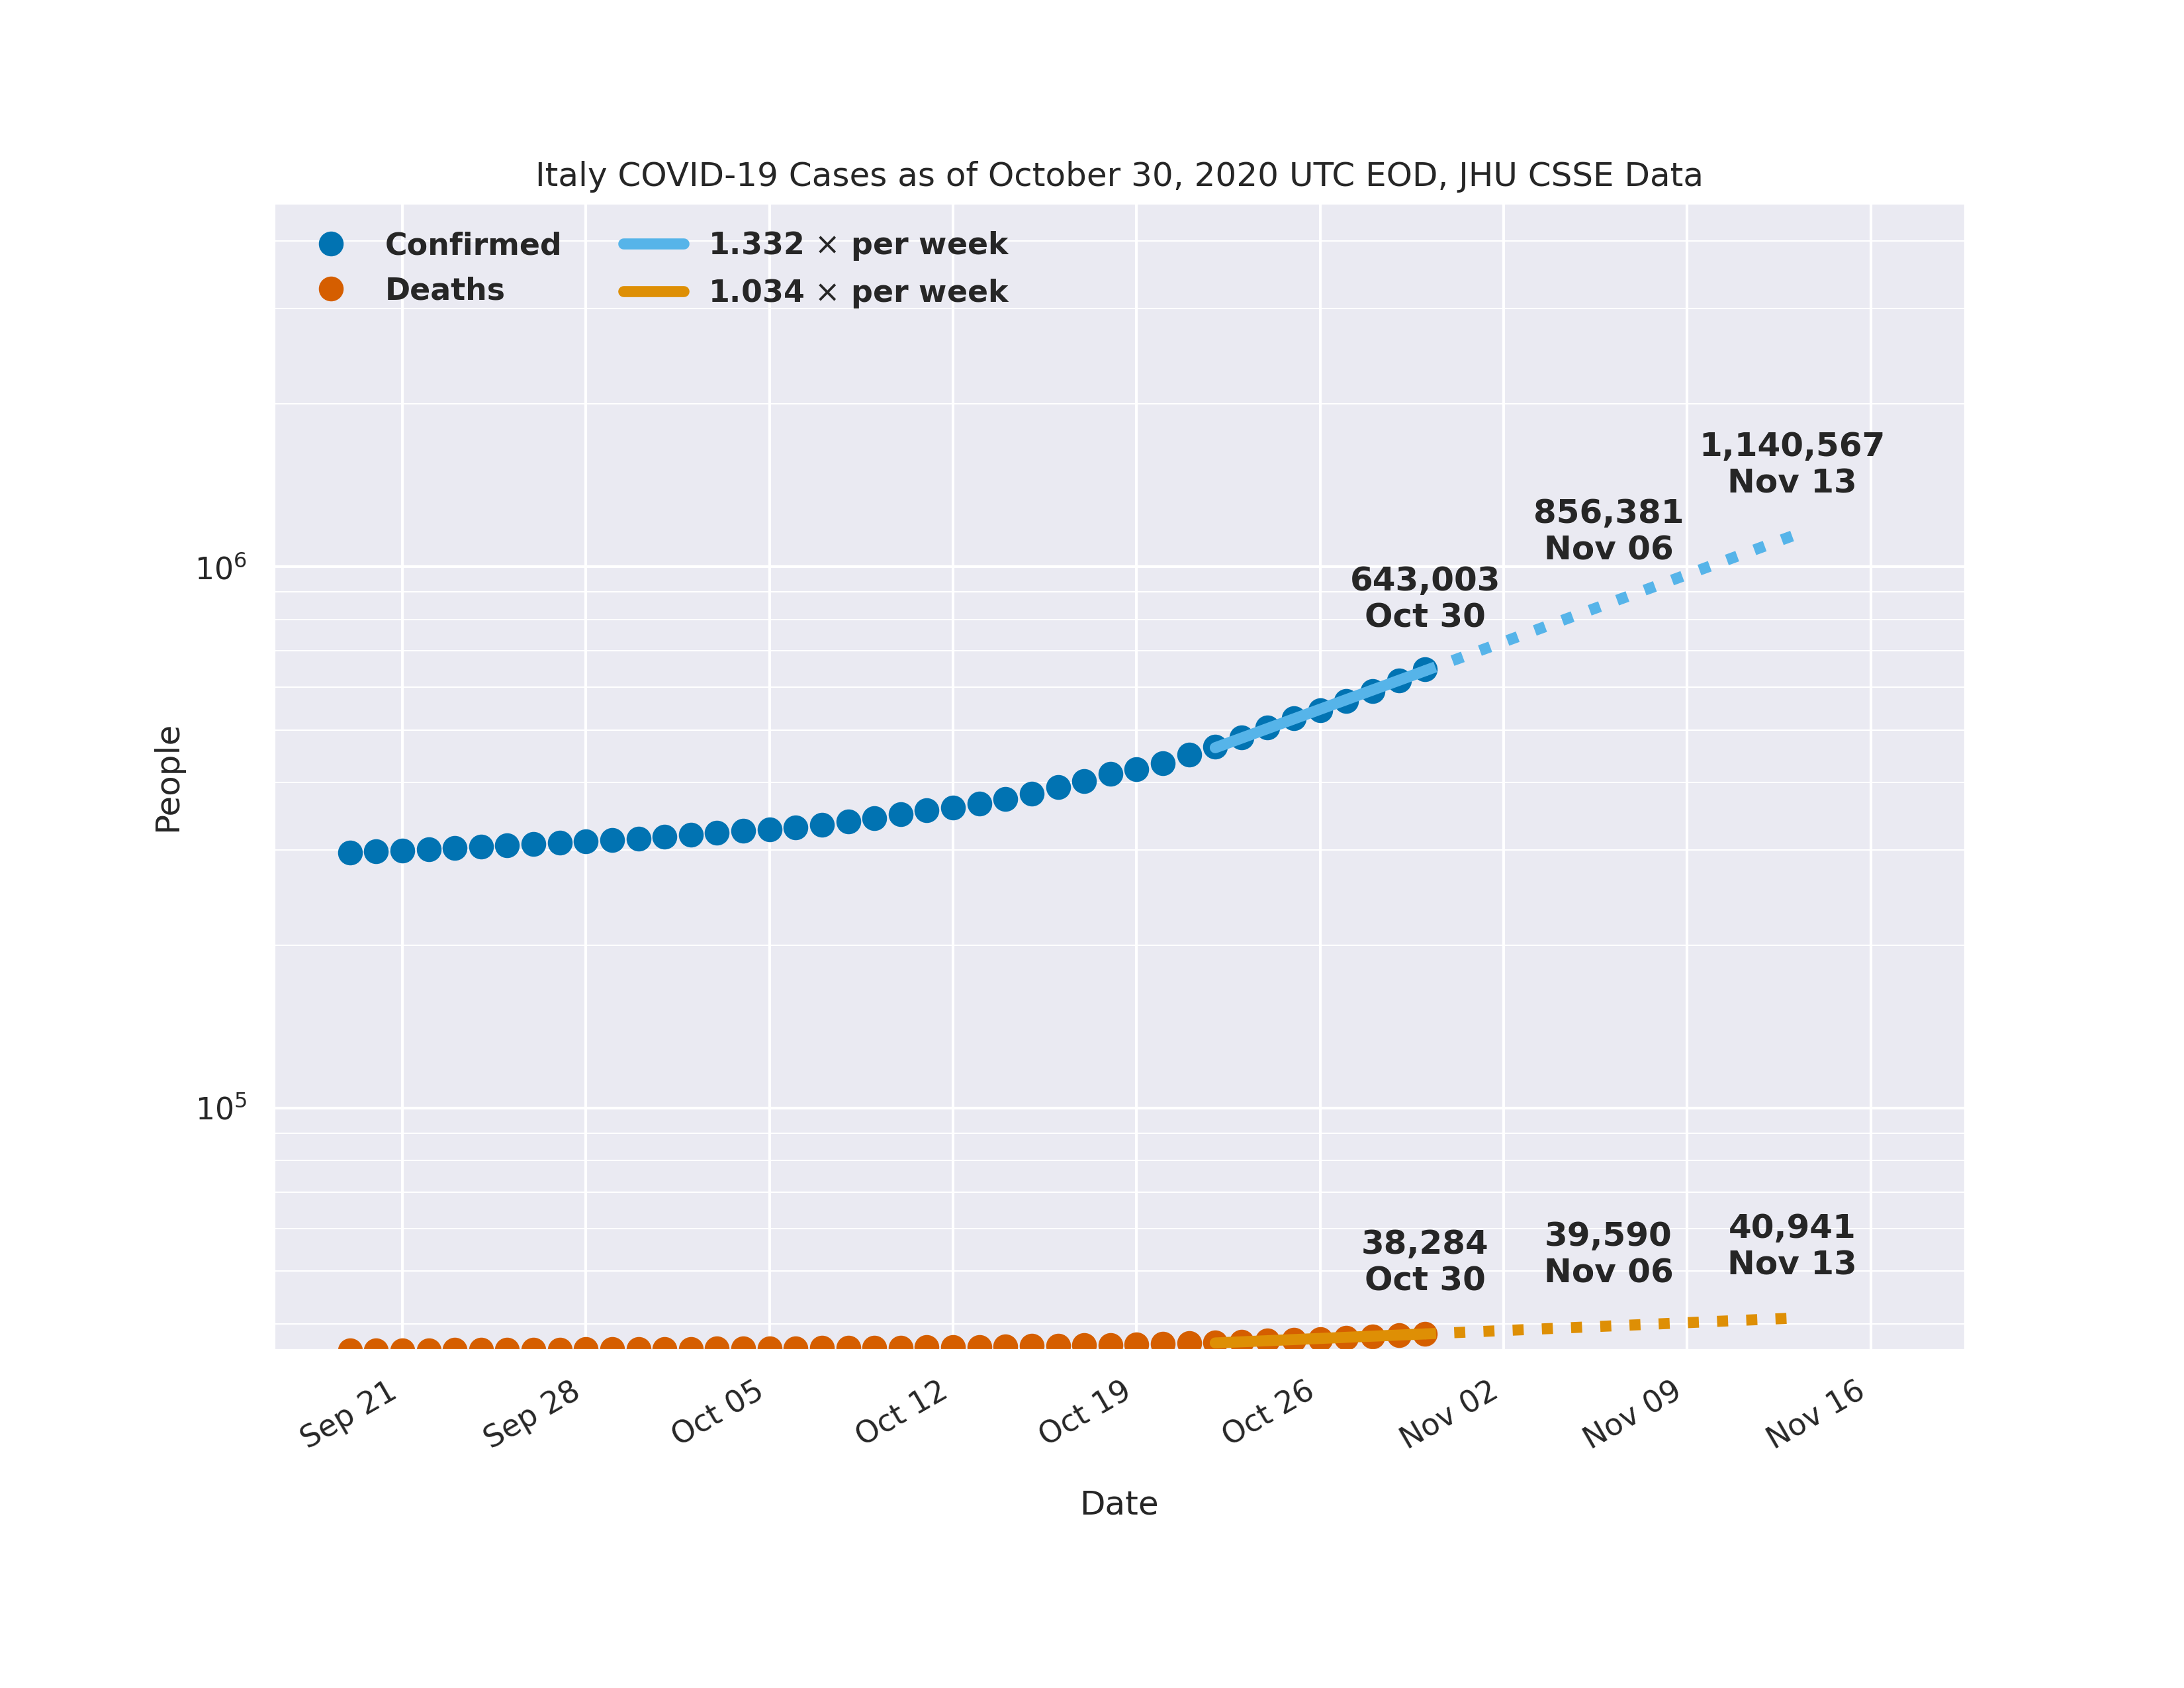 Italy COVID-19 Cases as of October 30, 2020 UTC EOD, JHU CSSE Data
Confirmed
Deaths
1.332 × per week
1.034 × per week
1,140,567
Nov 13
856,381
Nov 06
643,003
Oct 30
10⁶
10⁵
People
38,284
Oct 30
39,590
Nov 06
40,941
Nov 13
Sep 21
Sep 28
Oct 05
Oct 12
Oct 19
Oct 26
Nov 02
Nov 09
Nov 16
Date